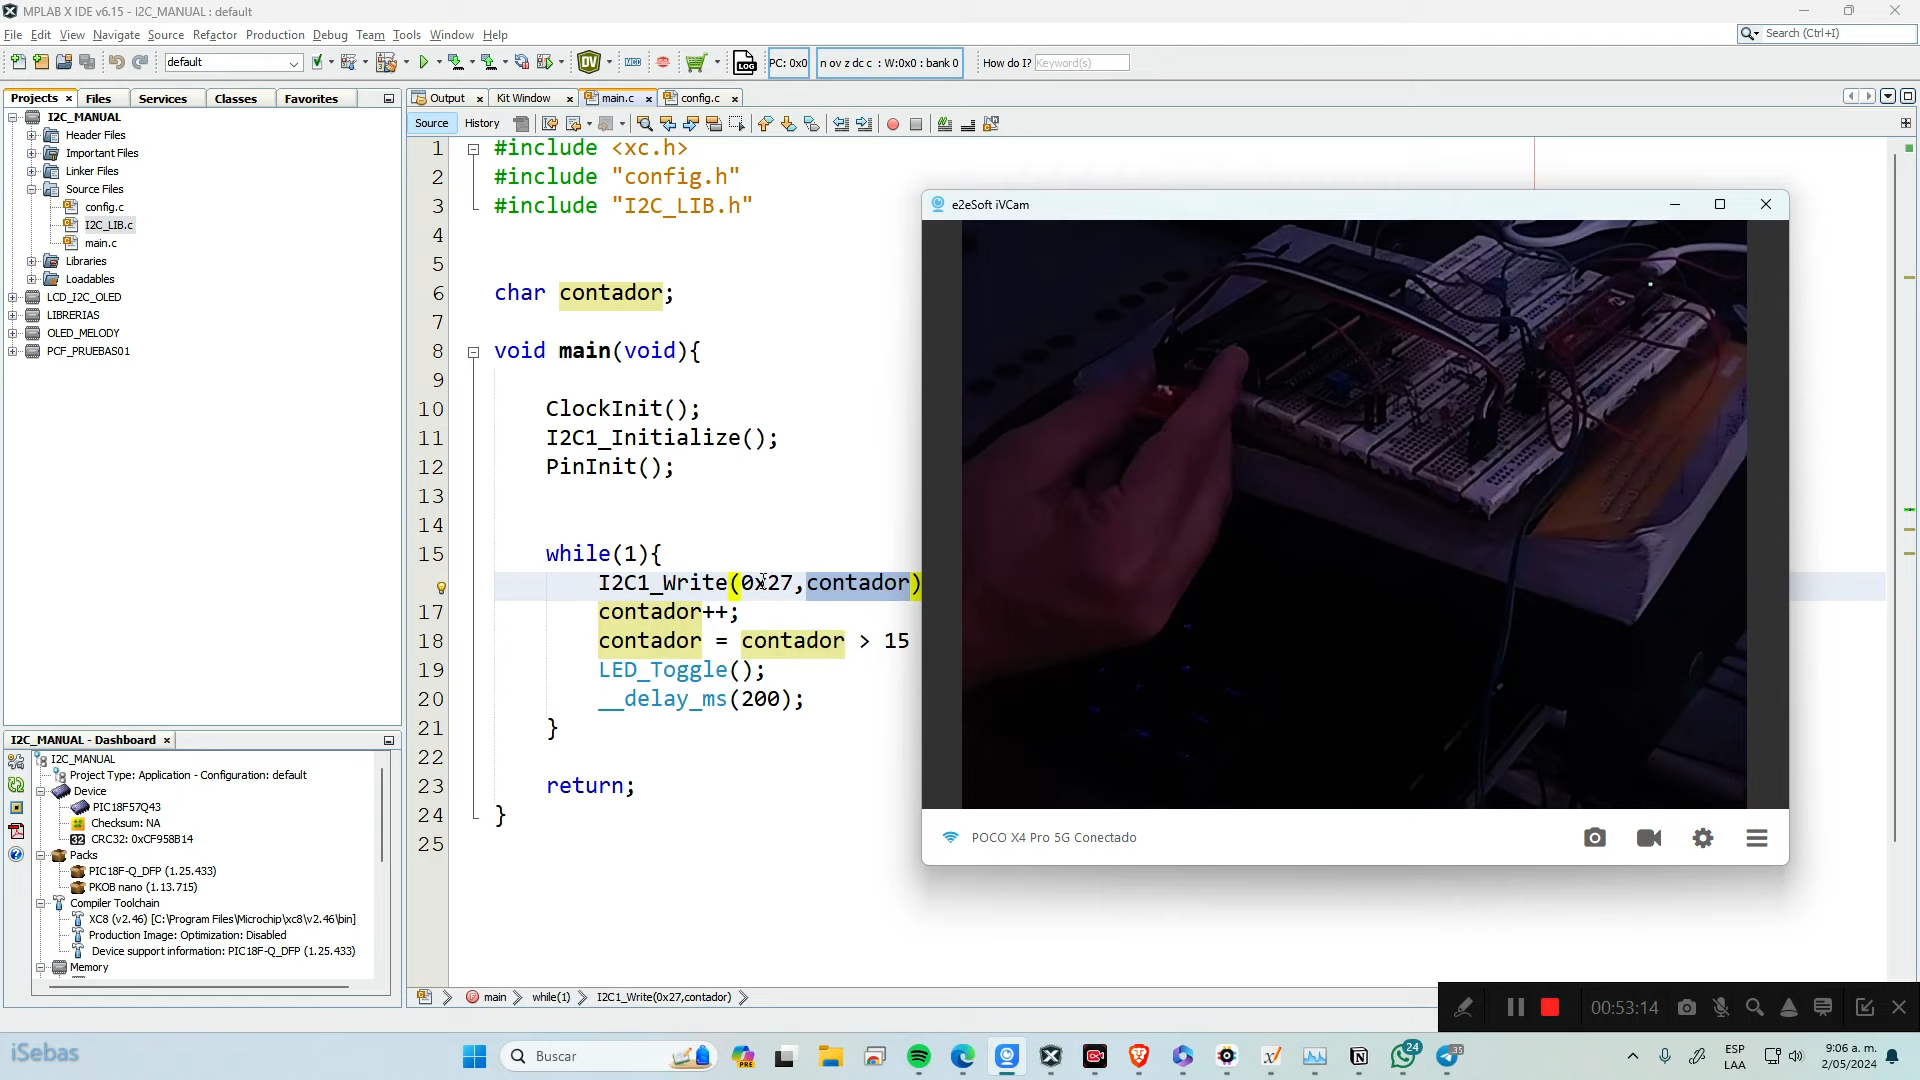 MPLAB X IDE v6.15 - I2C_MANUAL : default
File Edit View Navigate Source Refactor Production Debug Team Tools Window Help
Search (Ctrl+I)
default
PC: 0x0
n ov z dc c : W:0x0 : bank 0
How do I?
Keyword(s)
Projects
Files
Services
Classes
Favorites
I2C_MANUAL
Header Files
Important Files
Linker Files
Source Files
config.c
I2C_LIB.c
main.c
Libraries
Loadables
LCD_I2C_OLED
LIBRERIAS
OLED_MELODY
PCF_PRUEBAS01
I2C_MANUAL - Dashboard
I2C_MANUAL
Project Type: Application - Configuration: default
Device
PIC18F57Q43
Checksum: NA
CRC32: 0xCF958B14
Packs
PIC18F-Q_DFP (1.25.433)
PKOB nano (1.13.715)
Compiler Toolchain
XC8 (v2.46) [C:\Program Files\Microchip\xc8\v2.46\bin]
Production Image: Optimization: Disabled
Device support information: PIC18F-Q_DFP (1.25.433)
Memory
Output
Kit Window
main.c
config.c
Source
History
1 #include <xc.h>
2 #include "config.h"
3 #include "I2C_LIB.h"
4
5
6 char contador;
7
8 void main(void){
9
10 ClockInit();
11 I2C1_Initialize();
12 PinInit();
13
14
15 while(1){
I2C1_Write(0x27,contador)
17 contador++;
18 contador = contador > 15
19 LED_Toggle();
20 __delay_ms(200);
21 }
22
23 return;
24 }
25
main
while(1)
I2C1_Write(0x27,contador)
e2eSoft iVCam
POCO X4 Pro 5G Conectado
00:53:14
iSebas
Buscar
PRE
24
35
ESP
LAA
9:06 a. m.
2/05/2024